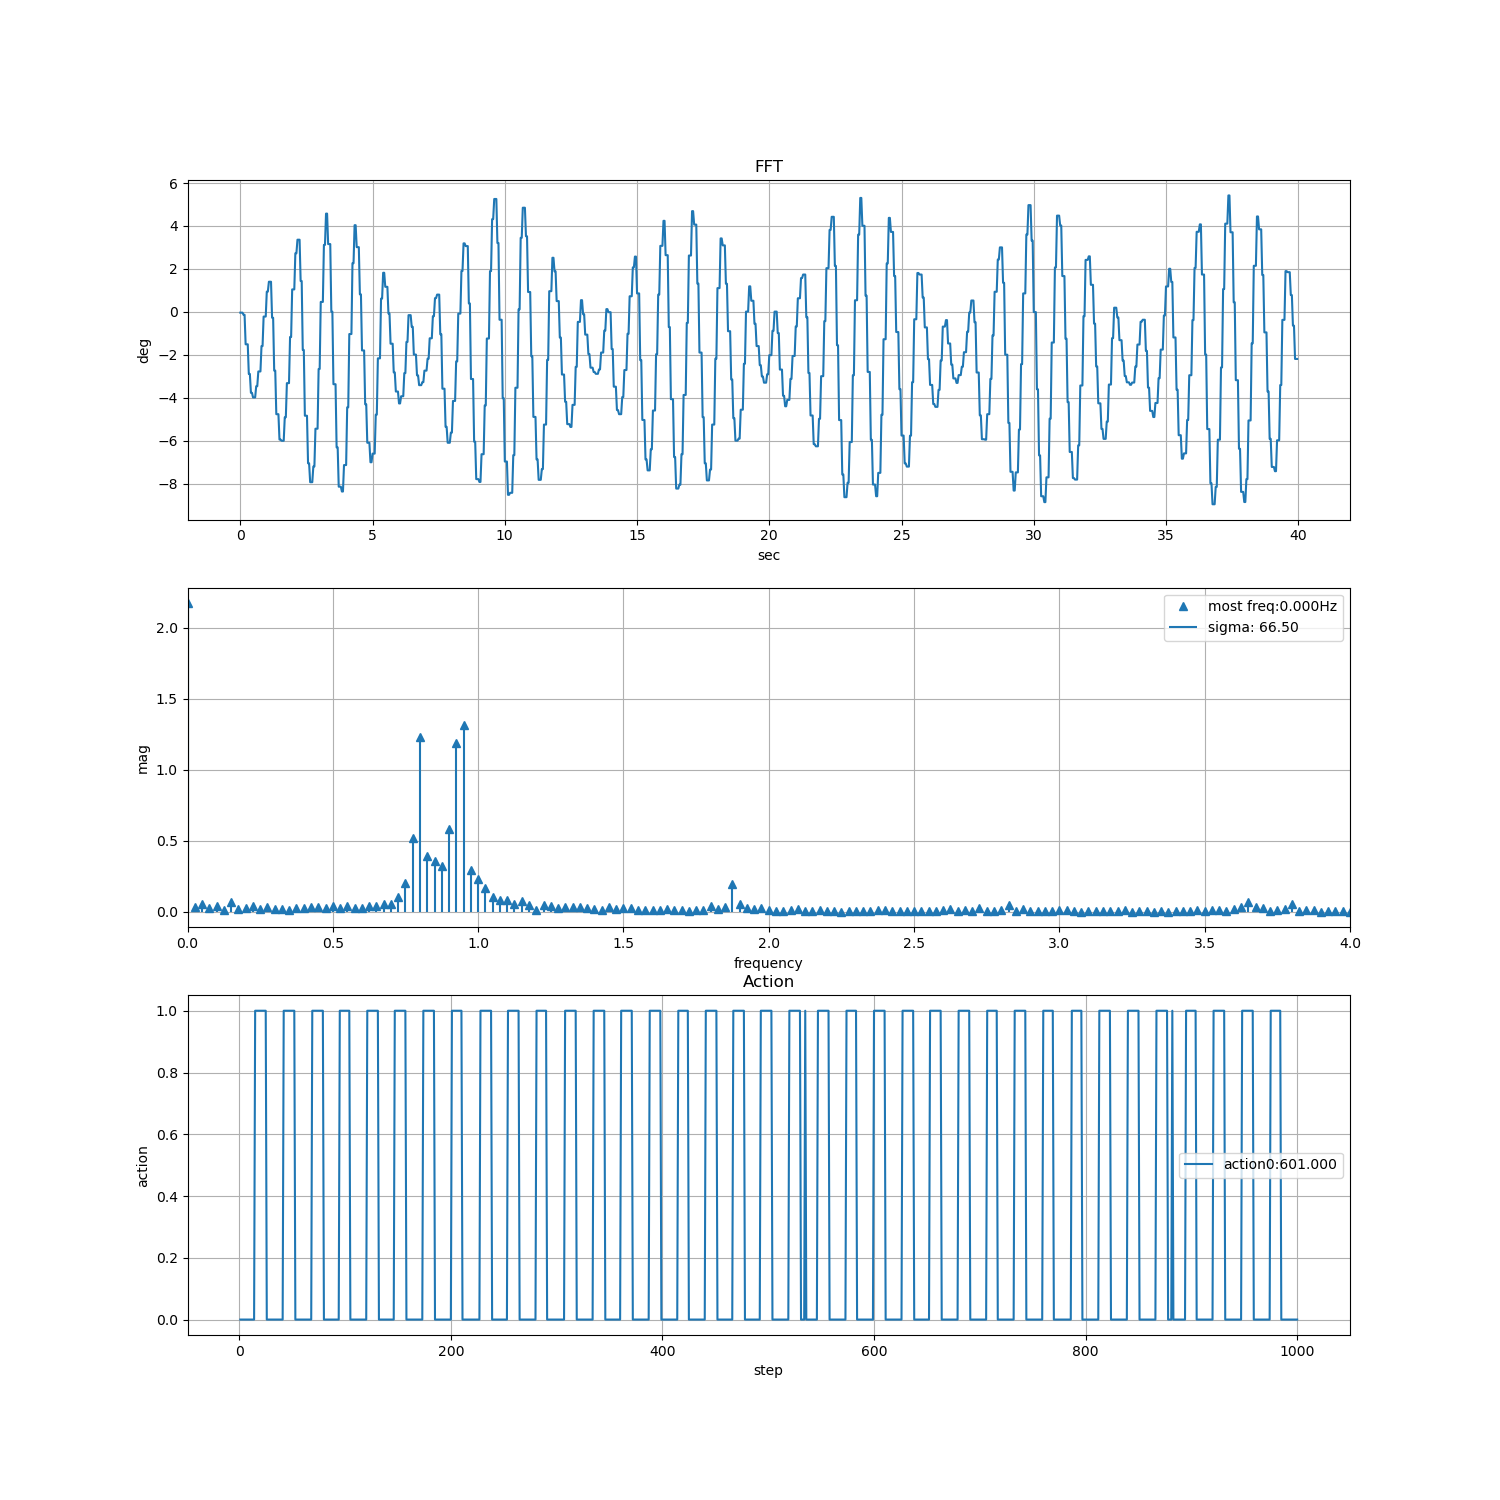 FFT
6
4
2
0
−2
−4
−6
−8
deg
0 5 10 15 20 25 30 35 40
sec
most freq:0.000Hz
sigma: 66.50
2.0
1.5
1.0
0.5
0.0
mag
0.0 0.5 1.0 1.5 2.0 2.5 3.0 3.5 4.0
frequency
Action
1.0
0.8
0.6
0.4
0.2
0.0
action
action0:601.000
0 200 400 600 800 1000
step